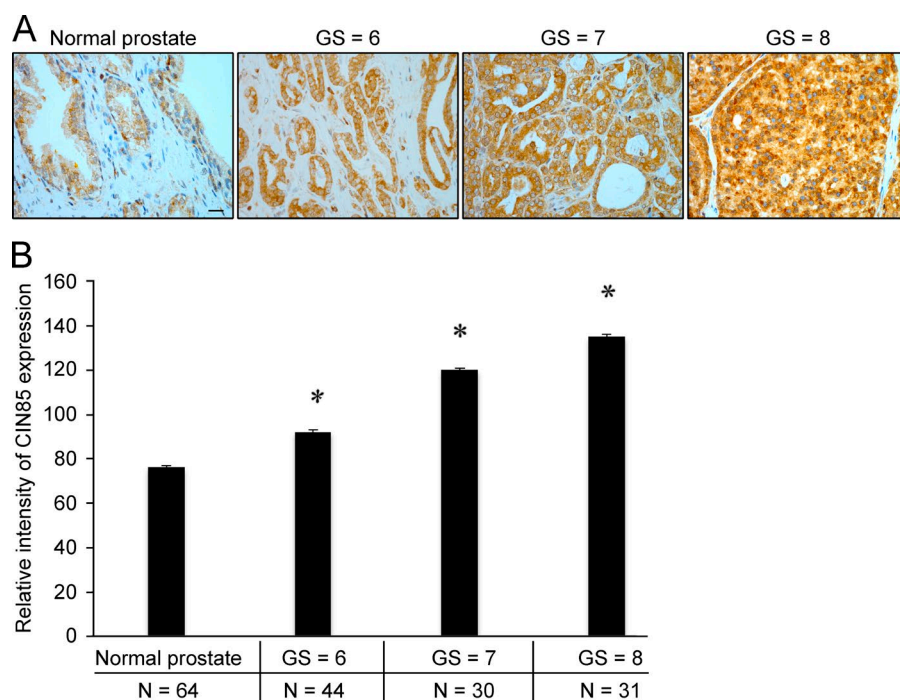 A
Normal prostate GS = 6 GS = 7 GS = 8
B
Relative intensity of CIN85 expression
160
140
120
100
80
60
40
20
0
* * *
Normal prostate GS = 6 GS = 7 GS = 8
N = 64 N = 44 N = 30 N = 31